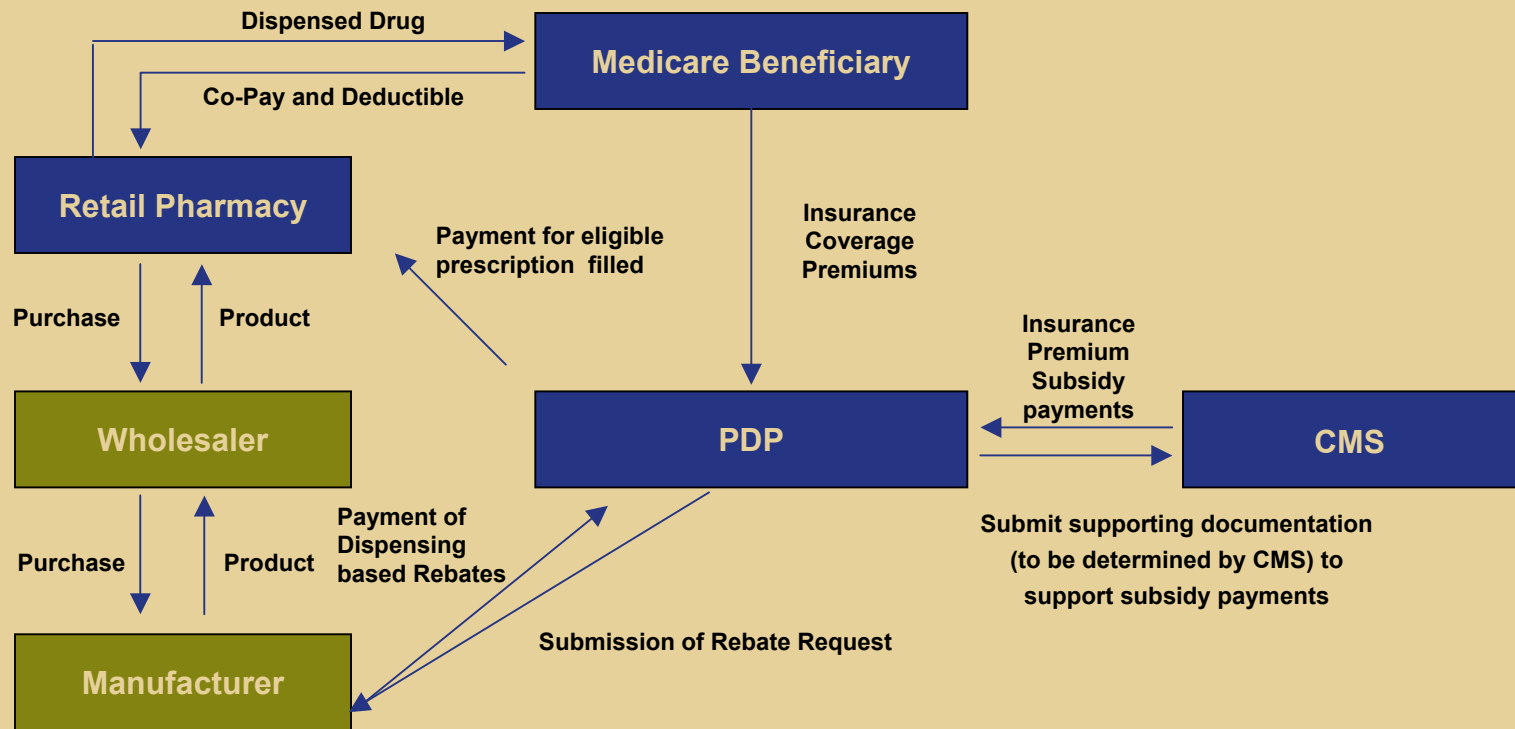 Dispensed Drug
Medicare Beneficiary
Co-Pay and Deductible
Retail Pharmacy
Payment for eligible
prescription filled
Insurance
Coverage
Premiums
Purchase
Product
Insurance
Premium
Subsidy
payments
Wholesaler
PDP
CMS
Payment of
Dispensing
based Rebates
Purchase
Product
Submit supporting documentation
(to be determined by CMS) to
support subsidy payments
Submission of Rebate Request
Manufacturer